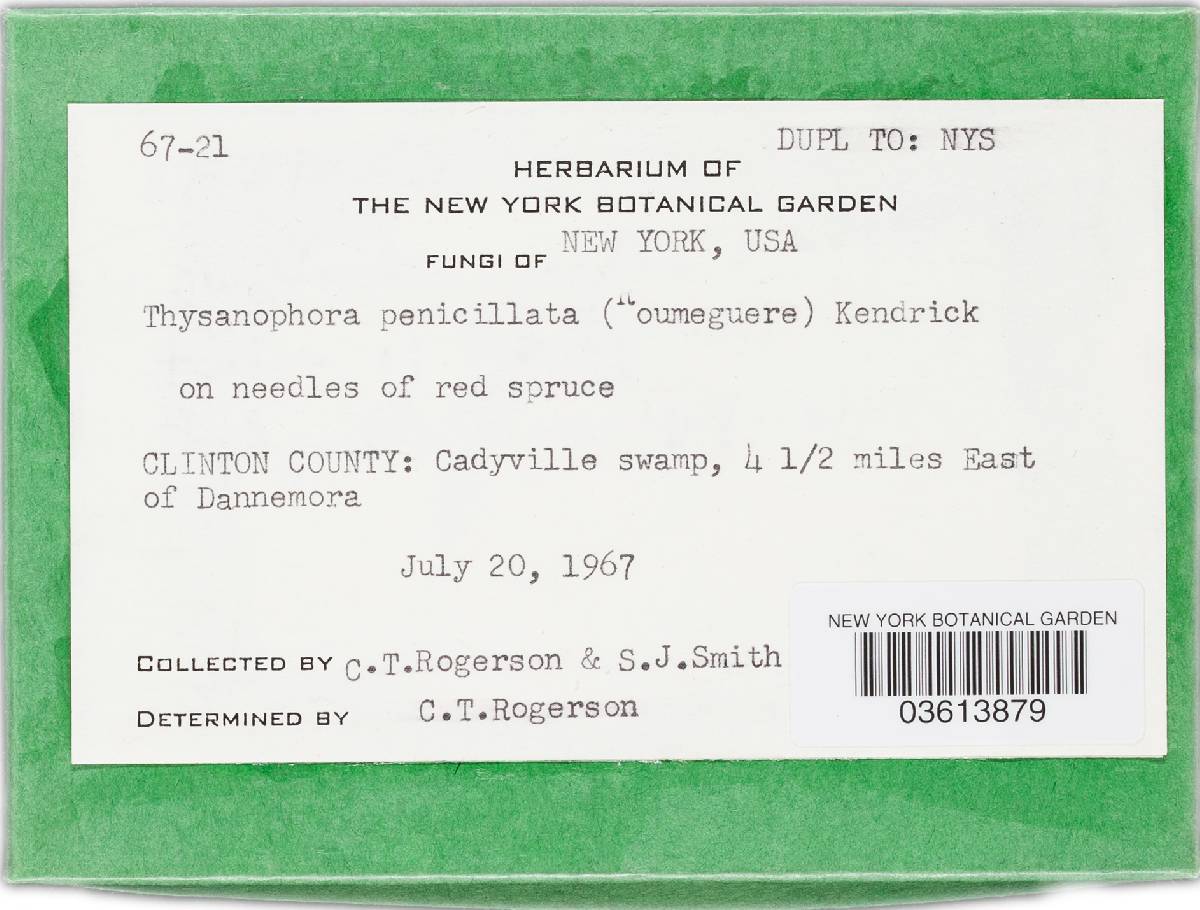 67-21
DUPL TO: NYS
HERBARIUM OF
THE NEW YORK BOTANICAL GARDEN
FUNGI OF NEW YORK, USA
Thysanophora penicillata (Roumeguere) Kendrick
on needles of red spruce
CLINTON COUNTY: Cadyville swamp, 4 1/2 miles East
of Dannemora
July 20, 1967
COLLECTED BY C.T.Rogerson & S.J.Smith
DETERMINED BY C.T.Rogerson
NEW YORK BOTANICAL GARDEN
03613879